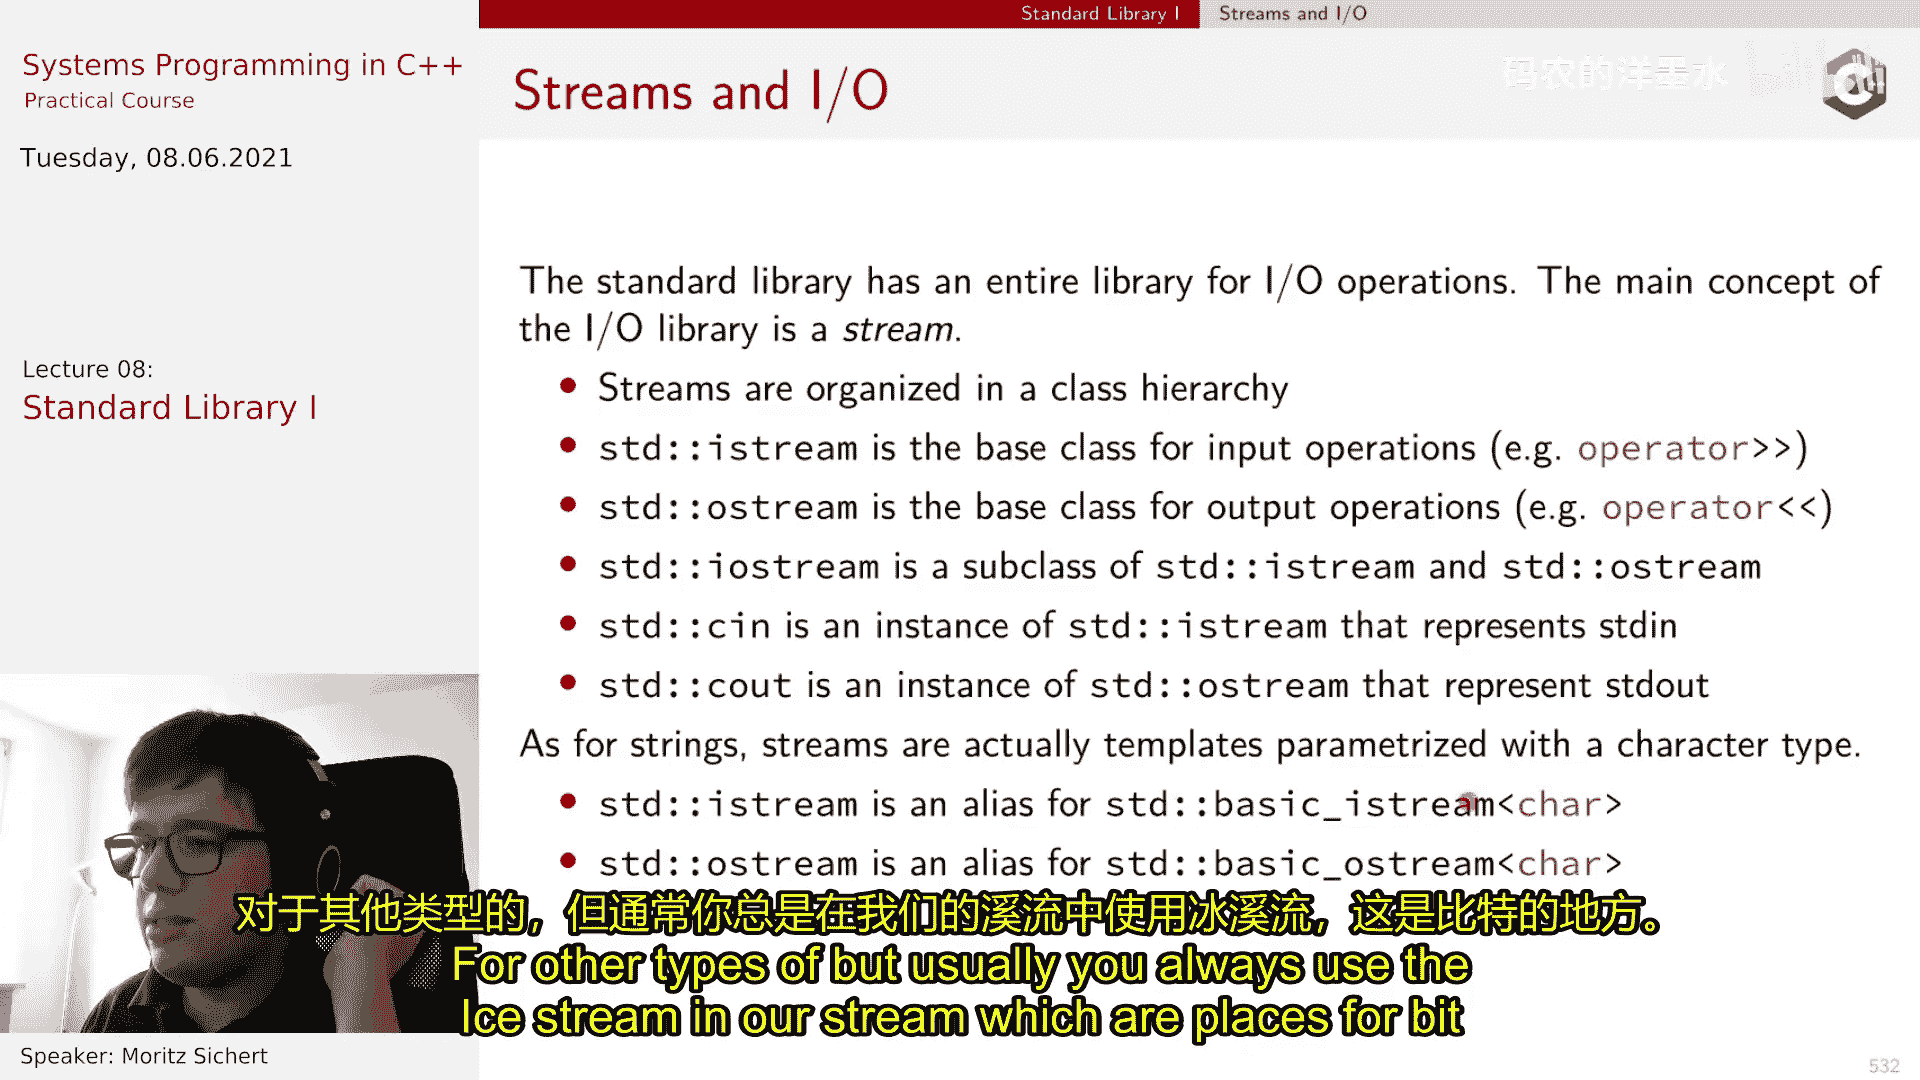 Standard Library I
Streams and I/O
Systems Programming in C++
Practical Course
Tuesday, 08.06.2021
Streams and I/O
码农的洋墨水
The standard library has an entire library for I/O operations. The main concept of
the I/O library is a stream.
Streams are organized in a class hierarchy
std::istream is the base class for input operations (e.g. operator>>)
std::ostream is the base class for output operations (e.g. operator<<)
std::iostream is a subclass of std::istream and std::ostream
std::cin is an instance of std::istream that represents stdin
std::cout is an instance of std::ostream that represent stdout
As for strings, streams are actually templates parametrized with a character type.
std::istream is an alias for std::basic_istream<char>
std::ostream is an alias for std::basic_ostream<char>
Lecture 08:
Standard Library I
对于其他类型的，但通常你总是在我们的溪流中使用冰溪流，这是比特的地方。
For other types of but usually you always use the
Ice stream in our stream which are places for bit
Speaker: Moritz Sichert
532